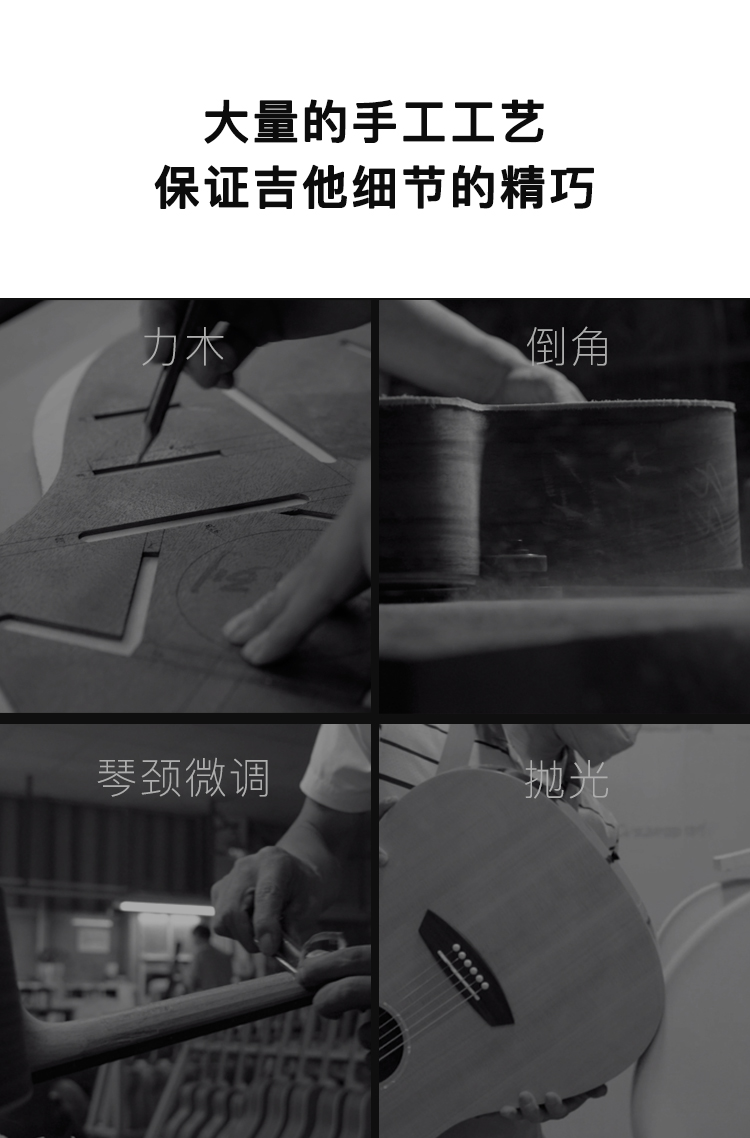 大量的手工工艺
保证吉他细节的精巧
力木
倒角
琴颈微调
抛光